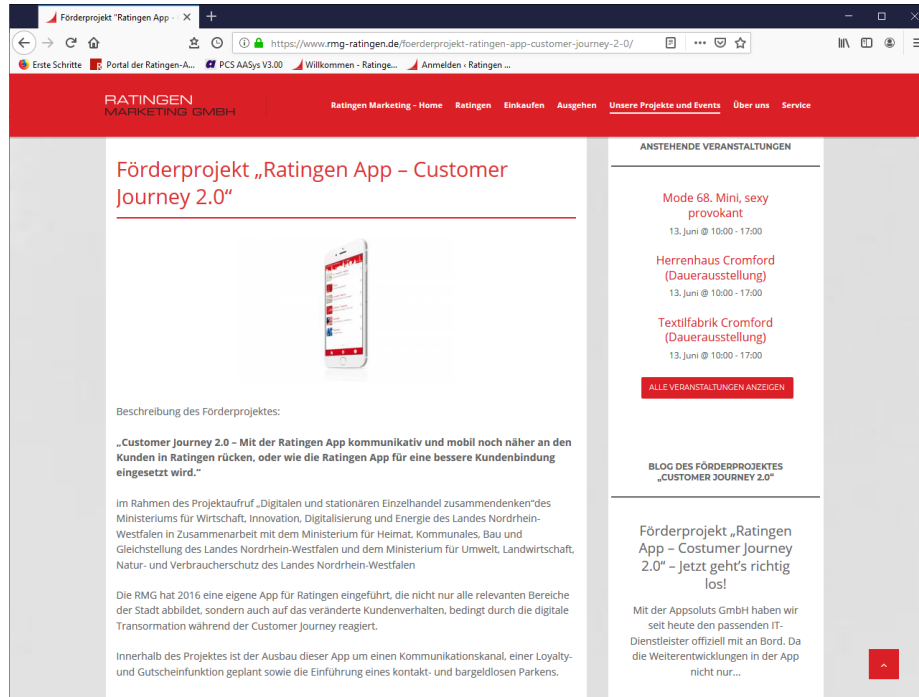 Förderprojekt "Ratingen App -
https://www.rmg-ratingen.de/foerderprojekt-ratingen-app-customer-journey-2-0/
Erste Schritte
Portal der Ratingen-A...
PCS AASys V3.00
Willkommen - Ratinge...
Anmelden ‹ Ratingen ...
RATINGEN
MARKETING GMBH
Ratingen Marketing – Home
Ratingen
Einkaufen
Ausgehen
Unsere Projekte und Events
Über uns
Service
Förderprojekt „Ratingen App – Customer
Journey 2.0“
Beschreibung des Förderprojektes:
„Customer Journey 2.0 – Mit der Ratingen App kommunikativ und mobil noch näher an den
Kunden in Ratingen rücken, oder wie die Ratingen App für eine bessere Kundenbindung
eingesetzt wird.“
im Rahmen des Projektaufruf „Digitalen und stationären Einzelhandel zusammendenken“des
Ministeriums für Wirtschaft, Innovation, Digitalisierung und Energie des Landes Nordrhein-
Westfalen in Zusammenarbeit mit dem Ministerium für Heimat, Kommunales, Bau und
Gleichstellung des Landes Nordrhein-Westfalen und dem Ministerium für Umwelt, Landwirtschaft,
Natur- und Verbraucherschutz des Landes Nordrhein-Westfalen
Die RMG hat 2016 eine eigene App für Ratingen eingeführt, die nicht nur alle relevanten Bereiche
der Stadt abbildet, sondern auch auf das veränderte Kundenverhalten, bedingt durch die digitale
Transormation während der Customer Journey reagiert.
Innerhalb des Projektes ist der Ausbau dieser App um einen Kommunikationskanal, einer Loyalty-
und Gutscheinfunktion geplant sowie die Einführung eines kontakt- und bargeldlosen Parkens.
ANSTEHENDE VERANSTALTUNGEN
Mode 68. Mini, sexy
provokant
13. Juni @ 10:00 - 17:00
Herrenhaus Cromford
(Dauerausstellung)
13. Juni @ 10:00 - 17:00
Textilfabrik Cromford
(Dauerausstellung)
13. Juni @ 10:00 - 17:00
ALLE VERANSTALTUNGEN ANZEIGEN
BLOG DES FÖRDERPROJEKTES
„CUSTOMER JOURNEY 2.0“
Förderprojekt „Ratingen
App – Costumer Journey
2.0“ – Jetzt geht’s richtig
los!
Mit der Appsoluts GmbH haben wir
seit heute den passenden IT-
Dienstleister offiziell mit an Bord. Da
die Weiterentwicklungen in der App
nicht nur...